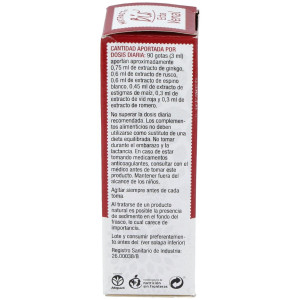 CANTIDAD APORTADA POR
DOSIS DIARIA: 90 gotas (3 ml)
aportan aproximadamente
0,75 ml de extracto de ginkgo,
0,6 ml de extracto de rusco,
0,6 ml de extracto de espino
blanco, 0,45 ml de extracto de
estigmas de maíz, 0,3 ml de
extracto de vid roja y 0,3 ml de
extracto de romero.
No superar la dosis diaria
recomendada. Los complementos
alimenticios no deben
utilizarse como sustituto de una
dieta equilibrada. No tomar
durante el embarazo y la
lactancia. En caso de estar
tomando medicamentos
anticoagulantes, consultar con el
médico antes de tomar este
producto. Mantener fuera del
alcance de los niños.
Agitar siempre antes de cada
toma.
Al tratarse de un producto
natural es posible la presencia
de sedimento en el fondo del
frasco, lo cual carece de
importancia.
Lote y consumir preferentemente
antes del: (ver solapa inferior)
Registro Sanitario de Industria:
26.00038/B